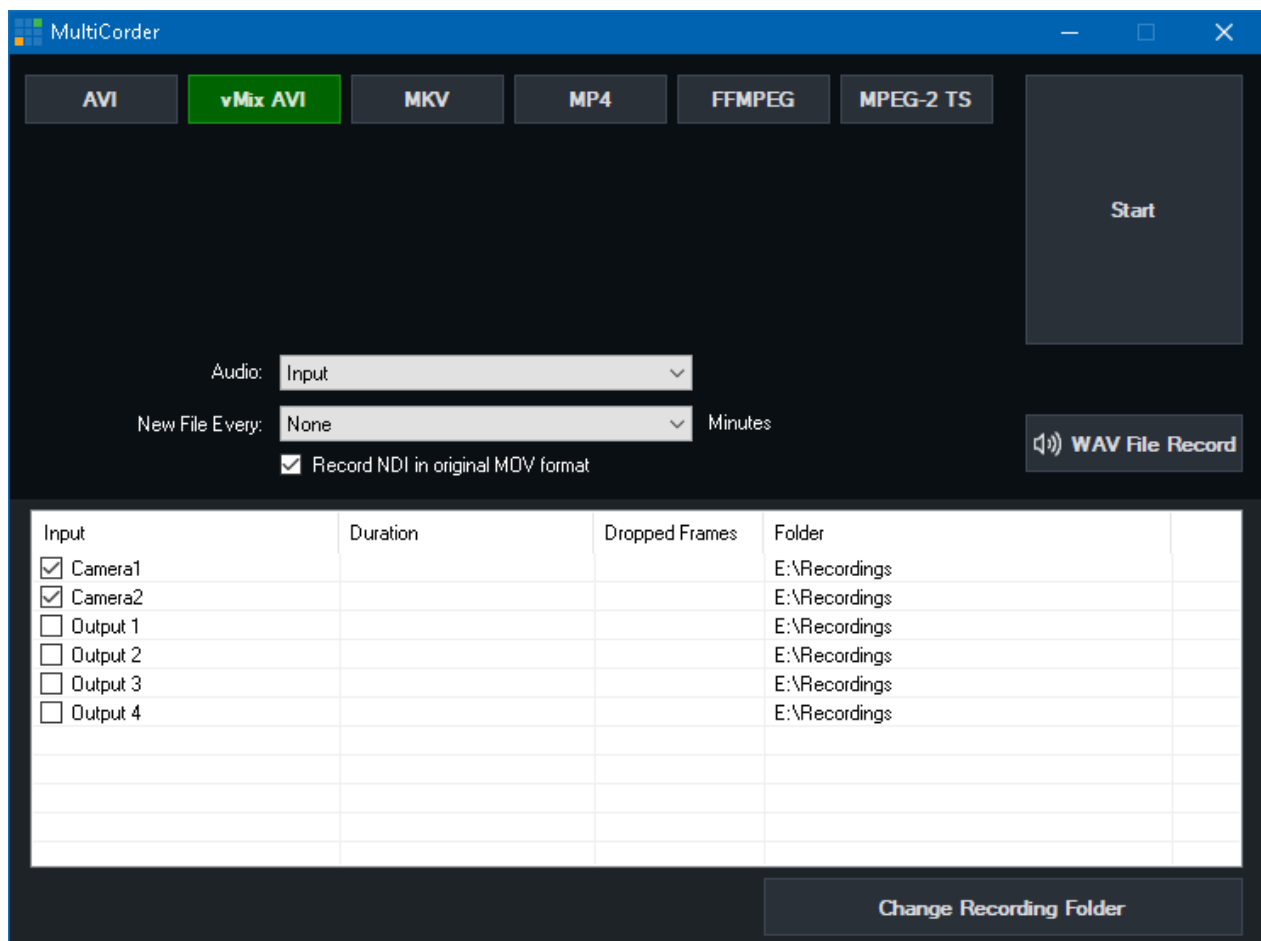 MultiCorder
AVI vMix AVI MKV MP4 FFMPEG MPEG-2 TS
Start
Audio: Input
New File Every: None Minutes
Record NDI in original MOV format
WAV File Record
Input Duration Dropped Frames Folder
Camera1 E:\Recordings
Camera2 E:\Recordings
Output 1 E:\Recordings
Output 2 E:\Recordings
Output 3 E:\Recordings
Output 4 E:\Recordings
Change Recording Folder